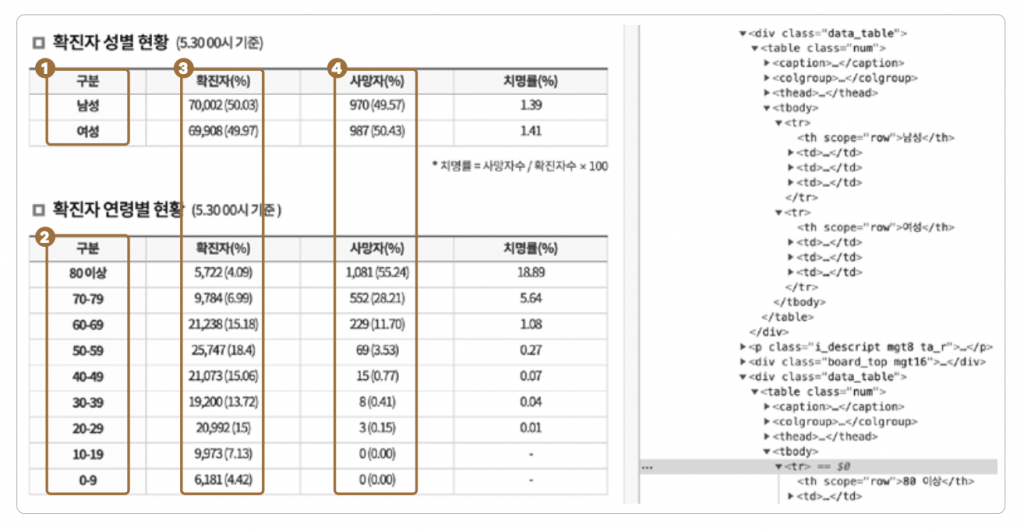 확진자 성별 현황 (5.30 00시 기준)
1 3 4
구분 확진자(%) 사망자(%) 치명률(%)
남성 70,002 (50.03) 970 (49.57) 1.39
여성 69,908 (49.97) 987 (50.43) 1.41
* 치명률 = 사망자수 / 확진자수 × 100
확진자 연령별 현황 (5.30 00시 기준 )
2
구분 확진자(%) 사망자(%) 치명률(%)
80 이상 5,722 (4.09) 1,081 (55.24) 18.89
70-79 9,784 (6.99) 552 (28.21) 5.64
60-69 21,238 (15.18) 229 (11.70) 1.08
50-59 25,747 (18.4) 69 (3.53) 0.27
40-49 21,073 (15.06) 15 (0.77) 0.07
30-39 19,200 (13.72) 8 (0.41) 0.04
20-29 20,992 (15) 3 (0.15) 0.01
10-19 9,973 (7.13) 0 (0.00) -
0-9 6,181 (4.42) 0 (0.00) -
▼<div class="data_table">
▼<table class="num">
▶<caption>…</caption>
▶<colgroup>…</colgroup>
▶<thead>…</thead>
▼<tbody>
▼<tr>
<th scope="row">남성</th>
▶<td>…</td>
▶<td>…</td>
▶<td>…</td>
</tr>
▼<tr>
<th scope="row">여성</th>
▶<td>…</td>
▶<td>…</td>
▶<td>…</td>
</tr>
</tbody>
</table>
</div>
▶<p class="i_descript mgt8 ta_r">…</p>
▶<div class="board_top mgt16">…</div>
▼<div class="data_table">
▼<table class="num">
▶<caption>…</caption>
▶<colgroup>…</colgroup>
▶<thead>…</thead>
▼<tbody>
… ▼<tr> == $0
<th scope="row">80 이상</th>
▶<td>…</td>